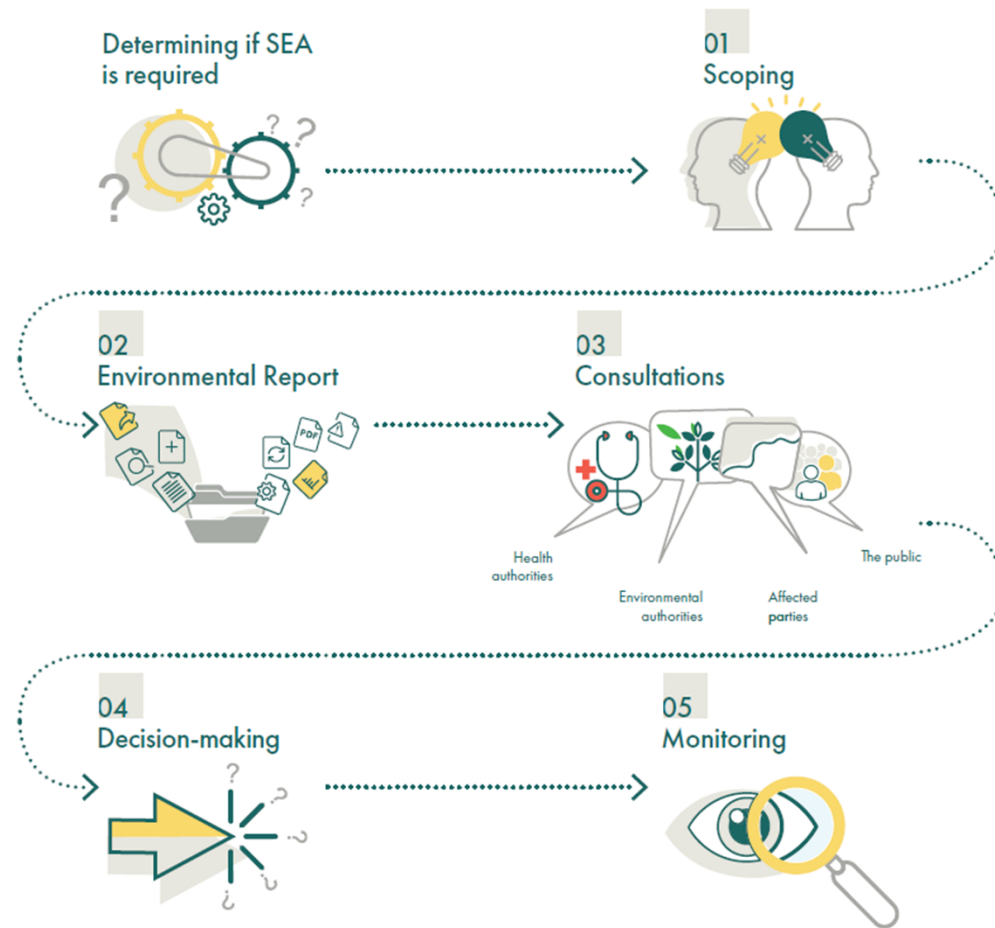 Determining if SEA
is required
01
Scoping
02
Environmental Report
PDF
03
Consultations
Health
authorities
Environmental
authorities
Affected
parties
The public
04
Decision-making
05
Monitoring